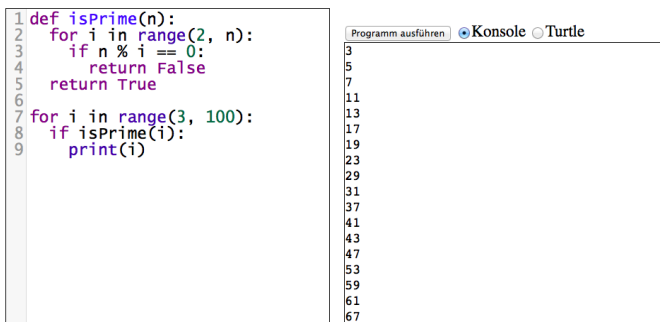 1 def isPrime(n):
2   for i in range(2, n):
3     if n % i == 0:
4       return False
5   return True
6
7 for i in range(3, 100):
8   if isPrime(i):
9     print(i)
Programm ausführen Konsole Turtle
3
5
7
11
13
17
19
23
29
31
37
41
43
47
53
59
61
67